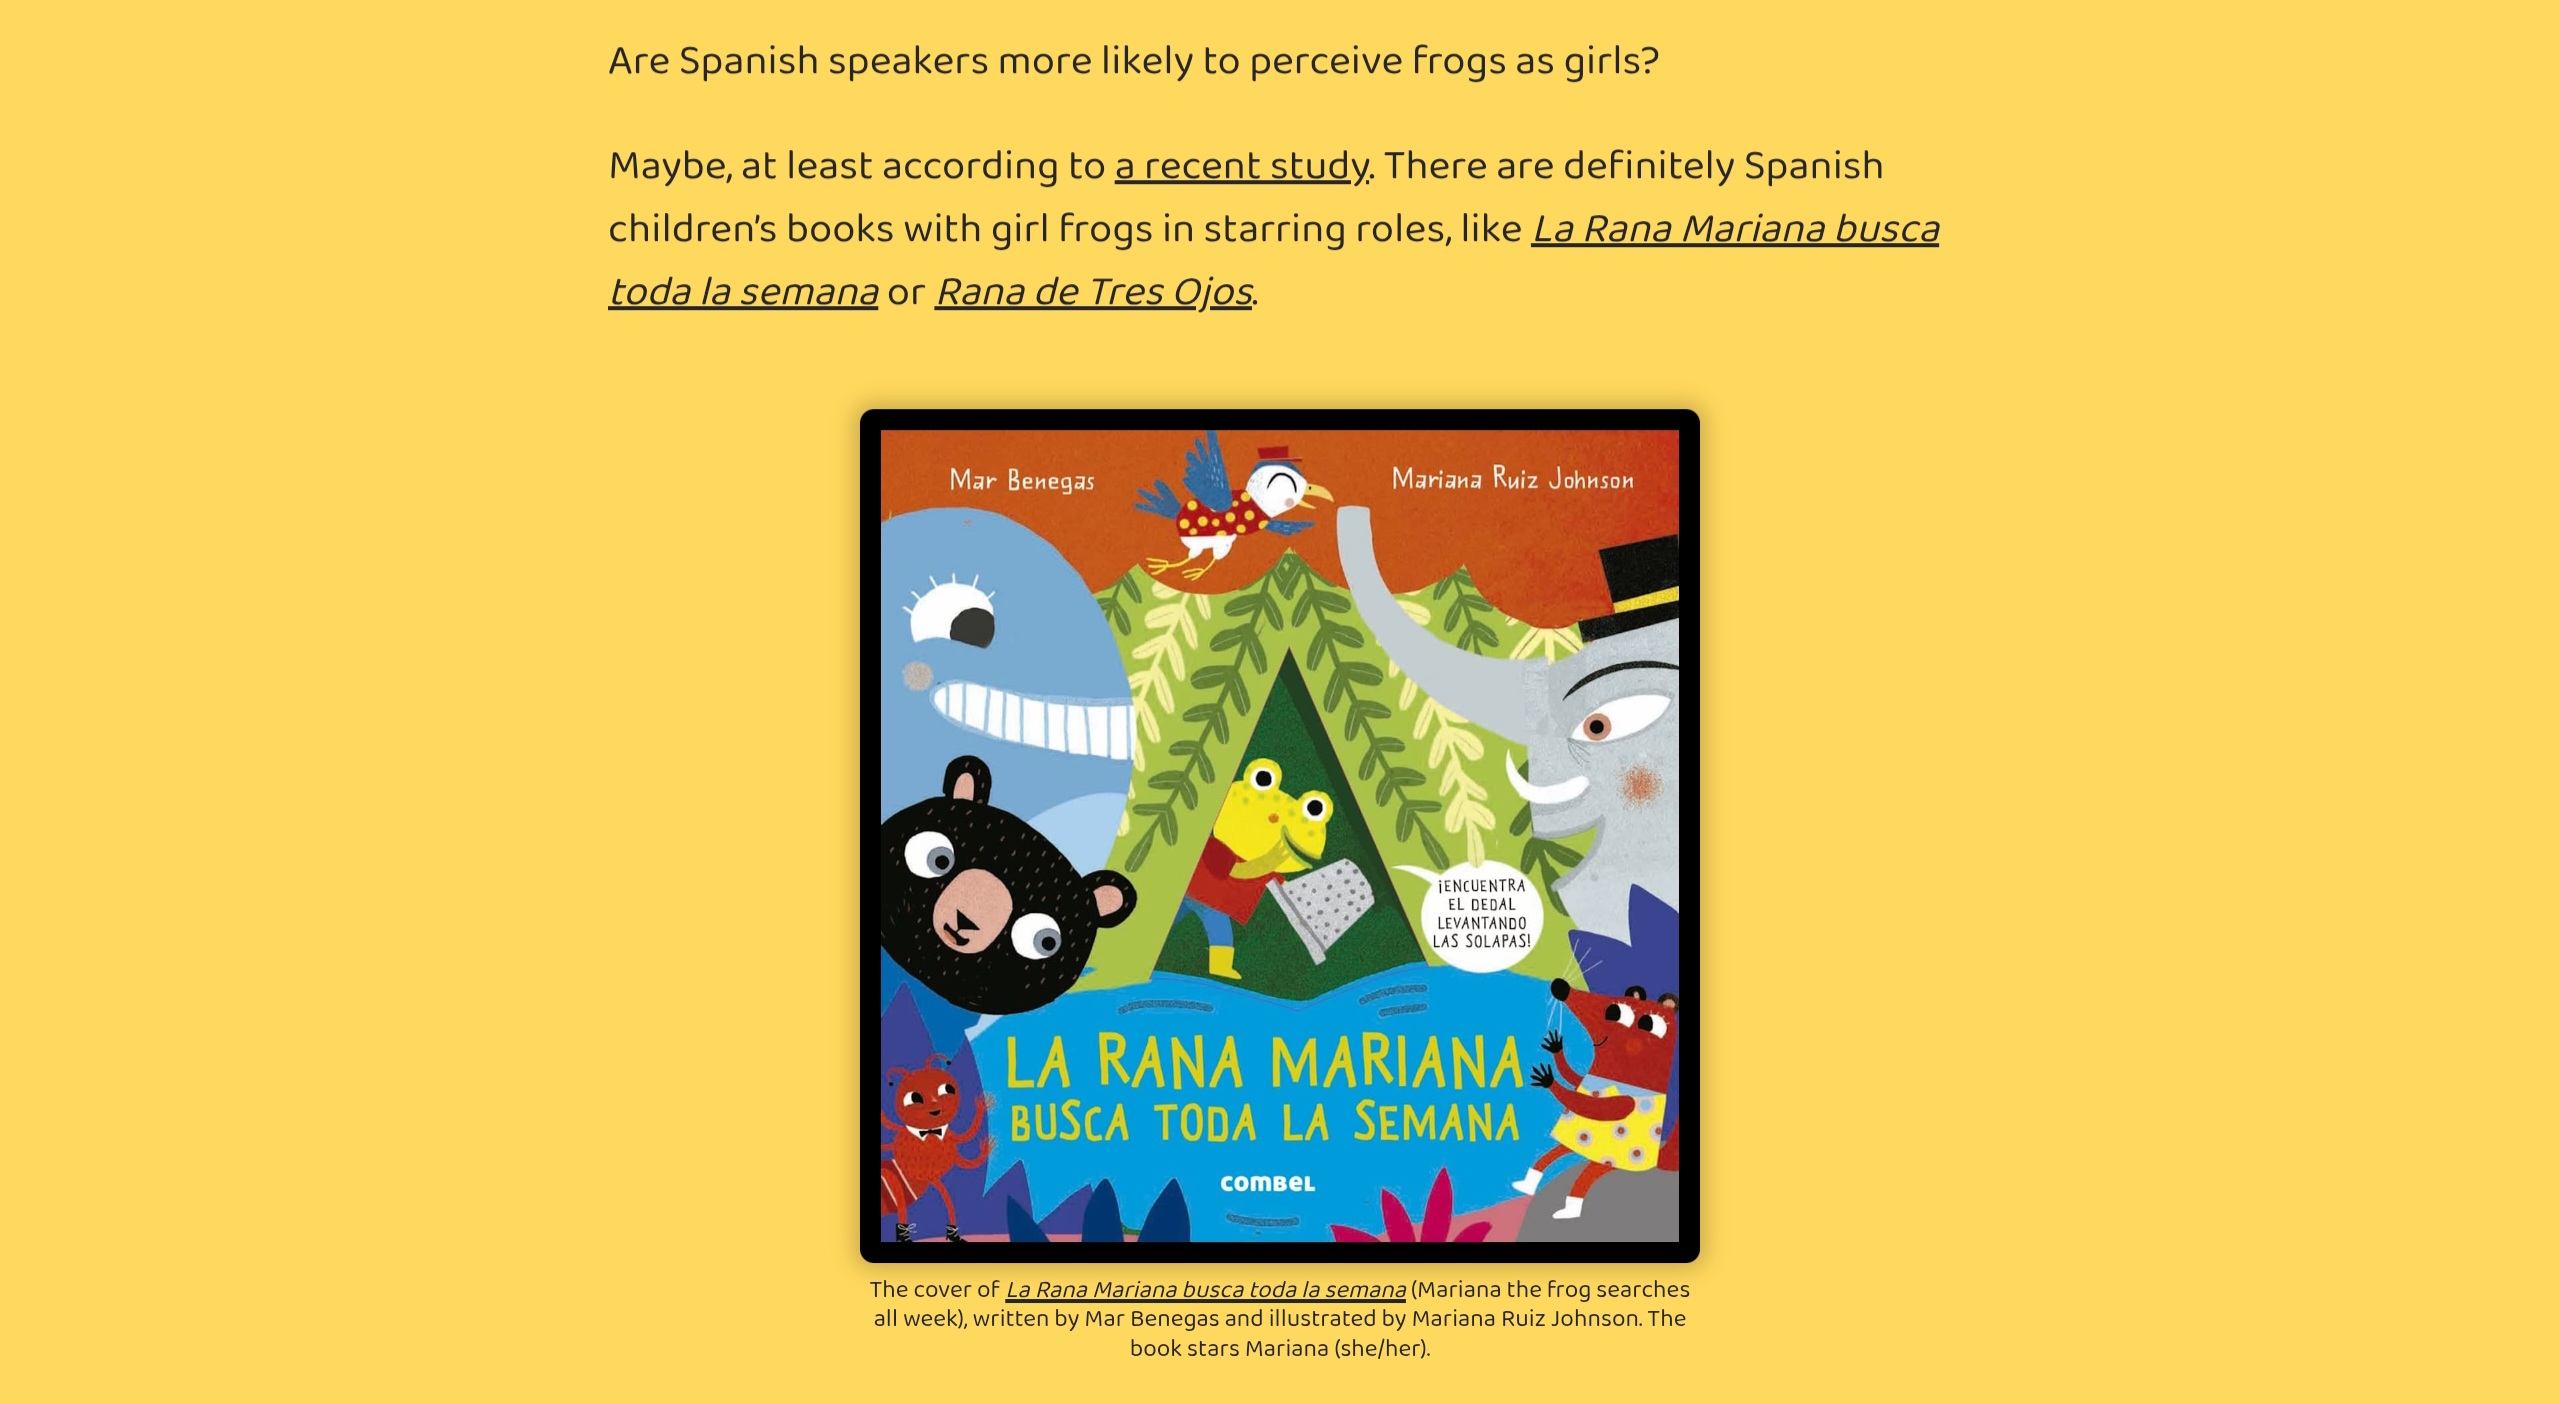 Are Spanish speakers more likely to perceive frogs as girls?
Maybe, at least according to a recent study. There are definitely Spanish
children’s books with girl frogs in starring roles, like La Rana Mariana busca
toda la semana or Rana de Tres Ojos.
Mar Benegas
Mariana Ruiz Johnson
¡ENCUENTRA
EL DEDAL
LEVANTANDO
LAS SOLAPAS!
LA RANA MARIANA
BUSCA TODA LA SEMANA
COMBEL
The cover of La Rana Mariana busca toda la semana (Mariana the frog searches
all week), written by Mar Benegas and illustrated by Mariana Ruiz Johnson. The
book stars Mariana (she/her).